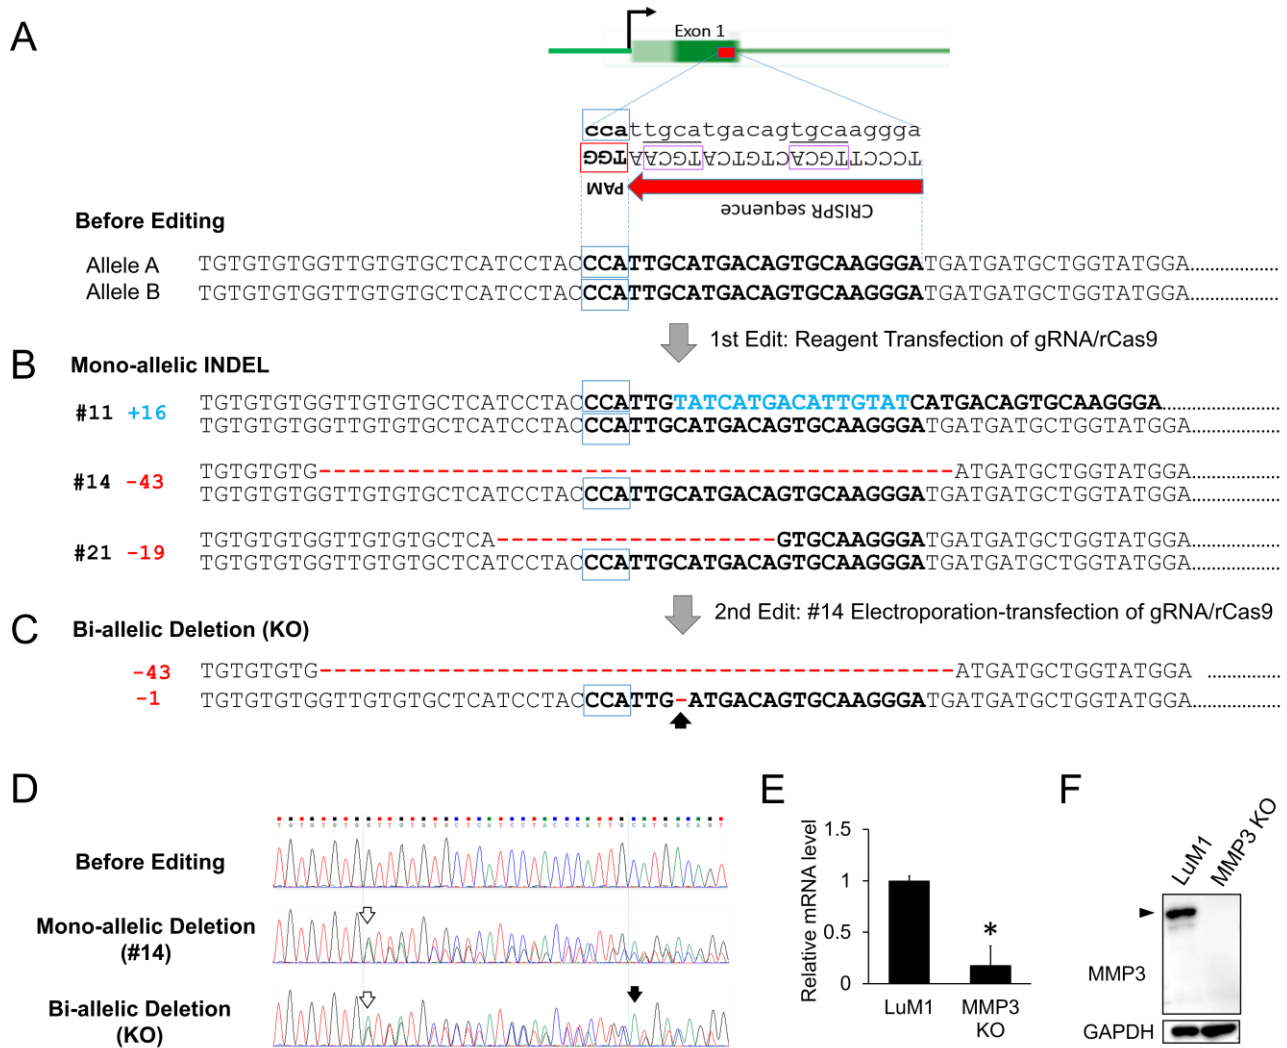 A
Exon 1
ccattgcatgacagtgcaaggga
TCCCTTGCACTGTCATGCAATGG
PAM
CRISPR sequence
Before Editing
Allele A TGTGTGTGGTTGTGTGCTCATCCTACCCATTGCATGACAGTGCAAGGGATGATGATGCTGGTATGGA..................
Allele B TGTGTGTGGTTGTGTGCTCATCCTACCCATTGCATGACAGTGCAAGGGATGATGATGCTGGTATGGA..................
1st Edit: Reagent Transfection of gRNA/rCas9
B Mono-allelic INDEL
#11 +16
TGTGTGTGGTTGTGTGCTCATCCTACCCATTGTATCATGACATTGTATCATGACAGTGCAAGGGA....................
TGTGTGTGGTTGTGTGCTCATCCTACCCATTGCATGACAGTGCAAGGGATGATGATGCTGGTATGGA..................
#14 -43
TGTGTGTG-------------------------------------------ATGATGCTGGTATGGA..................
TGTGTGTGGTTGTGTGCTCATCCTACCCATTGCATGACAGTGCAAGGGATGATGATGCTGGTATGGA..................
#21 -19
TGTGTGTGGTTGTGTGCTCA-------------------GTGCAAGGGATGATGATGCTGGTATGGA..................
TGTGTGTGGTTGTGTGCTCATCCTACCCATTGCATGACAGTGCAAGGGATGATGATGCTGGTATGGA..................
2nd Edit: #14 Electroporation-transfection of gRNA/rCas9
C Bi-allelic Deletion (KO)
-43 TGTGTGTG-------------------------------------------ATGATGCTGGTATGGA ...............
-1 TGTGTGTGGTTGTGTGCTCATCCTACCCATTG-ATGACAGTGCAAGGGATGATGATGCTGGTATGGA..................
D
TGTGTGTGGTTGTGTGCTCATCCTACCCATTGCATGACAGT
Before Editing
Mono-allelic Deletion
(#14)
Bi-allelic Deletion
(KO)
E
Relative mRNA level
1.5
1
0.5
0
*
LuM1
MMP3
KO
F
LuM1
MMP3 KO
MMP3
GAPDH